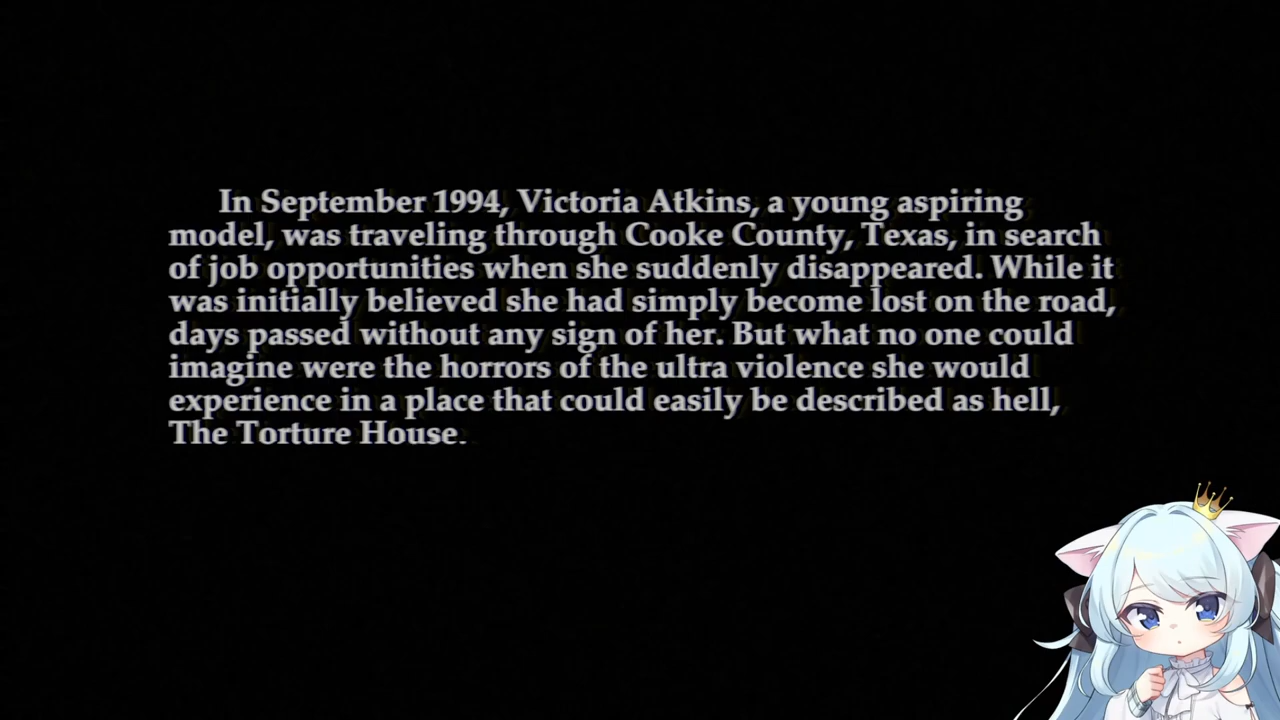 In September 1994, Victoria Atkins, a young aspiring
model, was traveling through Cooke County, Texas, in search
of job opportunities when she suddenly disappeared. While it
was initially believed she had simply become lost on the road,
days passed without any sign of her. But what no one could
imagine were the horrors of the ultra violence she would
experience in a place that could easily be described as hell,
The Torture House.